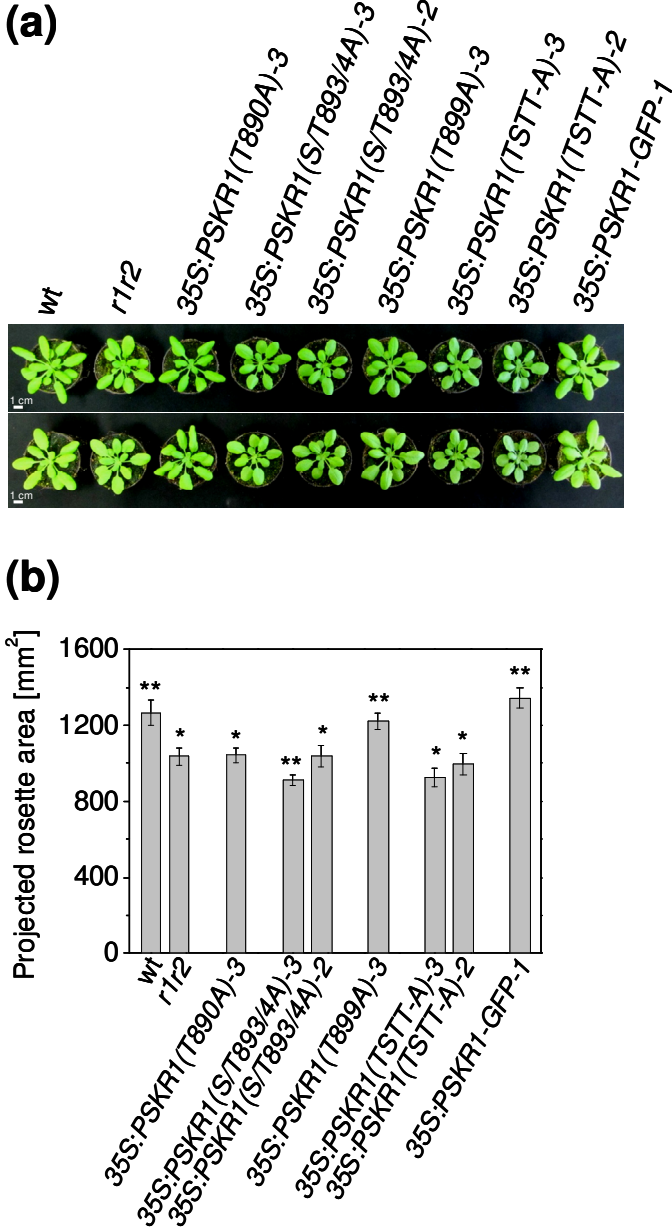 (a)
wt
r1r2
35S:PSKR1(T890A)-3
35S:PSKR1(S/T893/4A)-3
35S:PSKR1(S/T893/4A)-2
35S:PSKR1(T899A)-3
35S:PSKR1(TSTT-A)-3
35S:PSKR1(TSTT-A)-2
35S:PSKR1-GFP-1
1 cm
1 cm
(b)
Projected rosette area [mm²]
1600
1200
800
400
0
**
*
*
**
*
**
*
*
**
wt
r1r2
35S:PSKR1(T890A)-3
35S:PSKR1(S/T893/4A)-3
35S:PSKR1(S/T893/4A)-2
35S:PSKR1(T899A)-3
35S:PSKR1(TSTT-A)-3
35S:PSKR1(TSTT-A)-2
35S:PSKR1-GFP-1